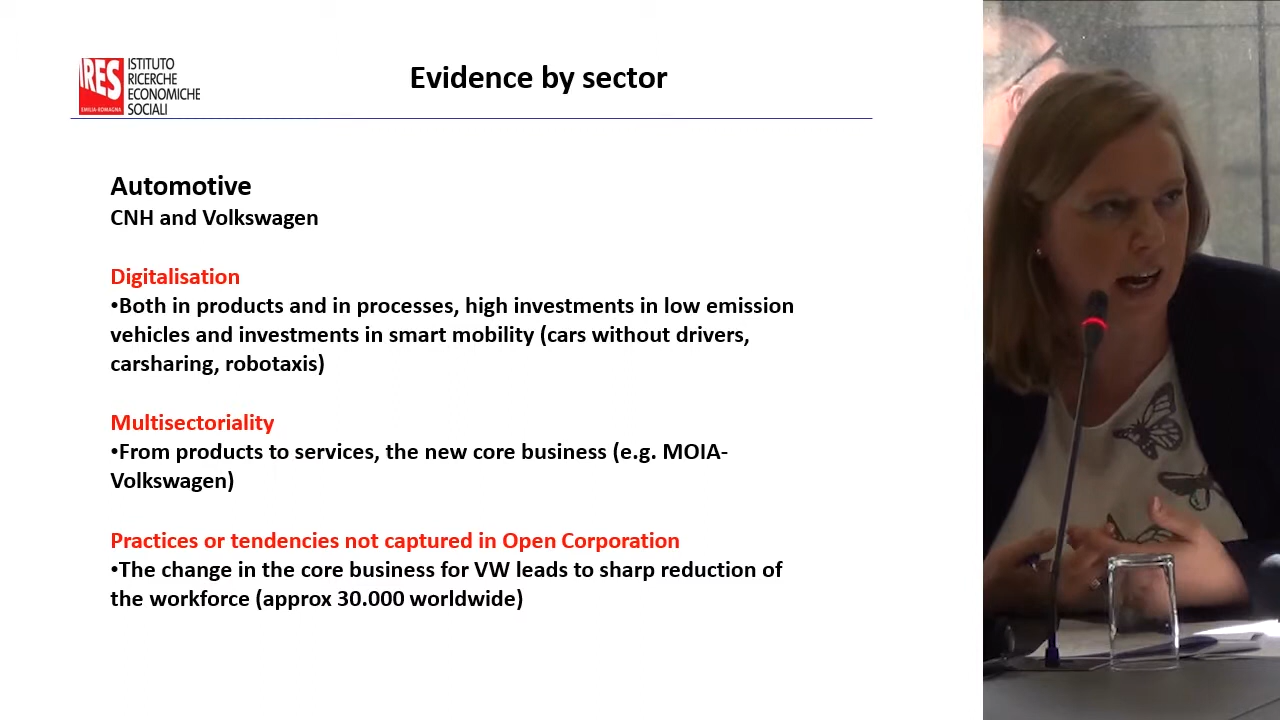 IRES
EMILIA-ROMAGNA
ISTITUTO
RICERCHE
ECONOMICHE
SOCIALI
Evidence by sector
Automotive
CNH and Volkswagen
Digitalisation
•Both in products and in processes, high investments in low emission
vehicles and investments in smart mobility (cars without drivers,
carsharing, robotaxis)
Multisectoriality
•From products to services, the new core business (e.g. MOIA-
Volkswagen)
Practices or tendencies not captured in Open Corporation
•The change in the core business for VW leads to sharp reduction of
the workforce (approx 30.000 worldwide)